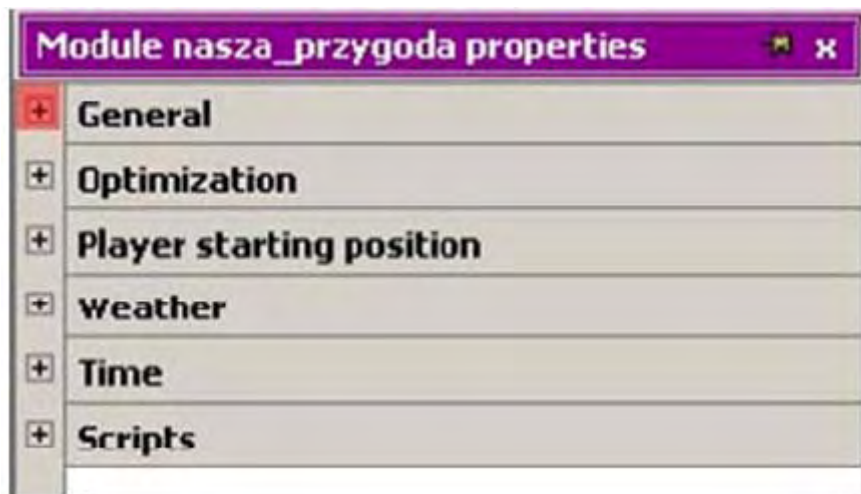 Module nasza_przygoda properties
General
Optimization
Player starting position
Weather
Time
Scripts